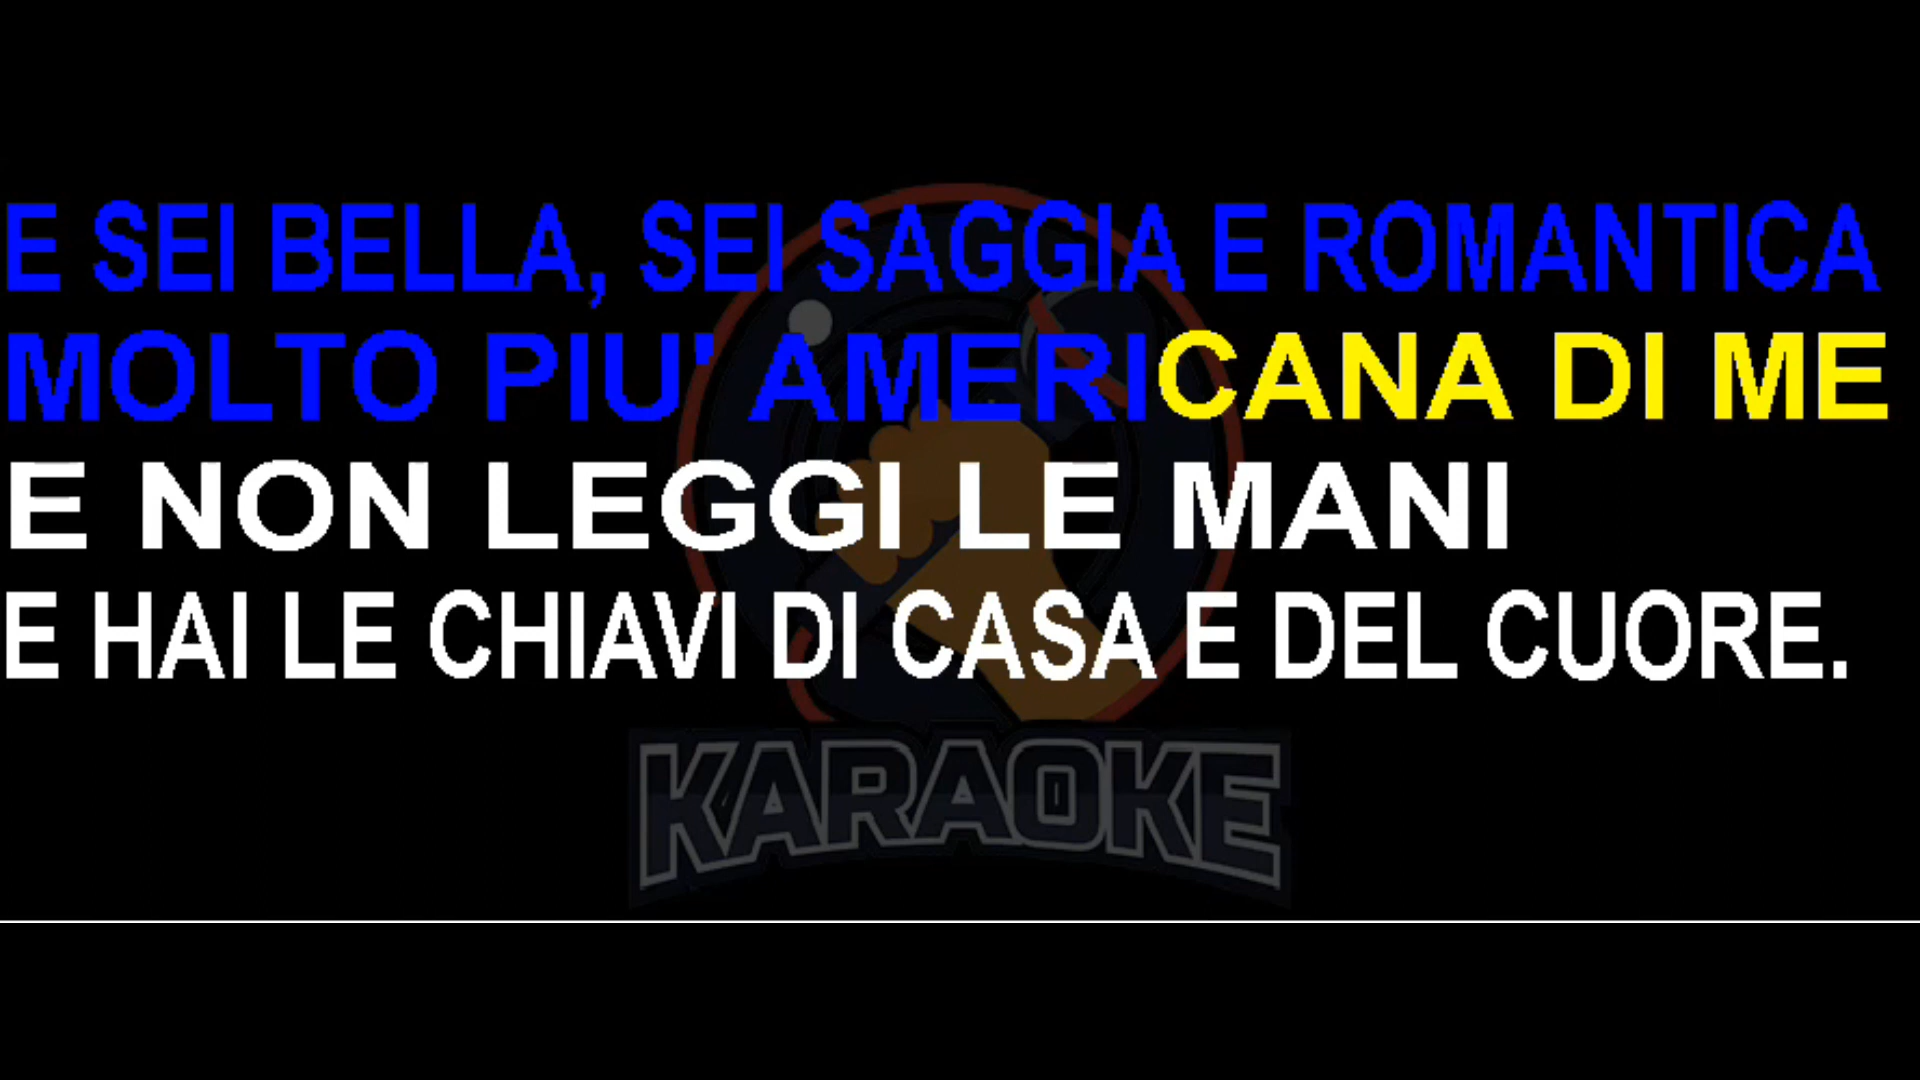 E SEI BELLA, SEI SAGGIA E ROMANTICA
MOLTO PIU' AMERICANA DI ME
E NON LEGGI LE MANI
E HAI LE CHIAVI DI CASA E DEL CUORE.
KARAOKE